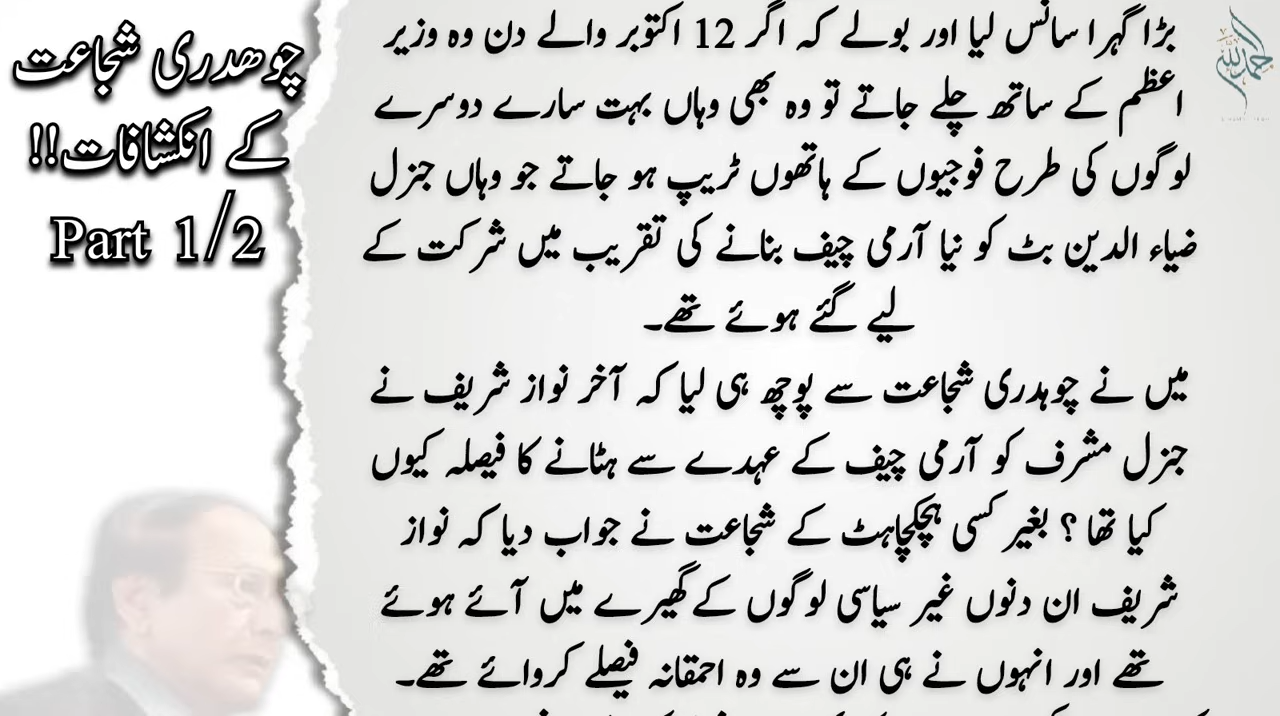 چوھدری شجاعت
کے انکشافات!!
Part 1/2
بڑا گہرا سانس لیا اور بولے کہ اگر 12 اکتوبر والے دن وہ وزیر
اعظم کے ساتھ چلے جاتے تو وہ بھی وہاں بہت سارے دوسرے
لوگوں کی طرح فوجیوں کے ہاتھوں ٹریپ ہو جاتے جو وہاں جنرل
ضیاء الدین بٹ کو نیا آرمی چیف بنانے کی تقریب میں شرکت کے
لیے گئے ہوئے تھے۔
میں نے چوہدری شجاعت سے پوچھ ہی لیا کہ آخر نواز شریف نے
جنرل مشرف کو آرمی چیف کے عہدے سے ہٹانے کا فیصلہ کیوں
کیا تھا ؟ بغیر کسی ہچکچاہٹ کے شجاعت نے جواب دیا کہ نواز
شریف ان دنوں غیر سیاسی لوگوں کے گھیرے میں آئے ہوئے
تھے اور انہوں نے ہی ان سے وہ احمقانہ فیصلے کروائے تھے۔